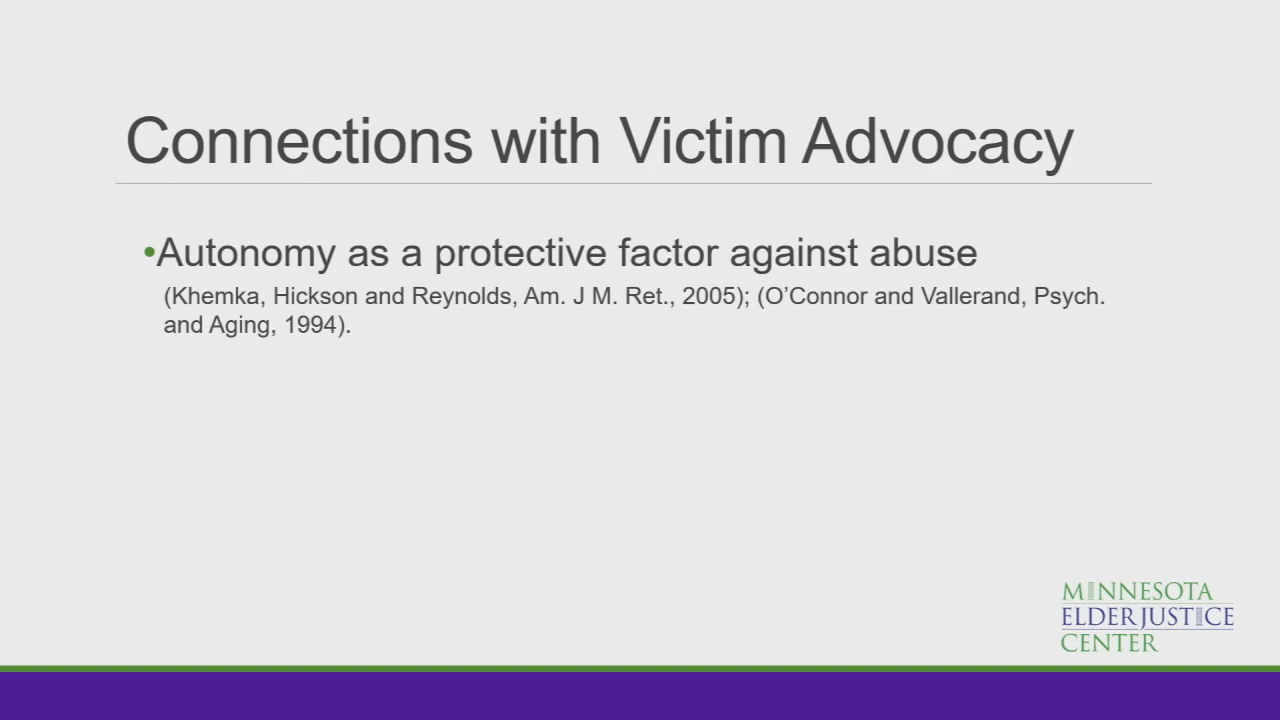 Connections with Victim Advocacy
•Autonomy as a protective factor against abuse
(Khemka, Hickson and Reynolds, Am. J M. Ret., 2005); (O’Connor and Vallerand, Psych.
and Aging, 1994).
MINNESOTA
ELDER JUSTICE
CENTER